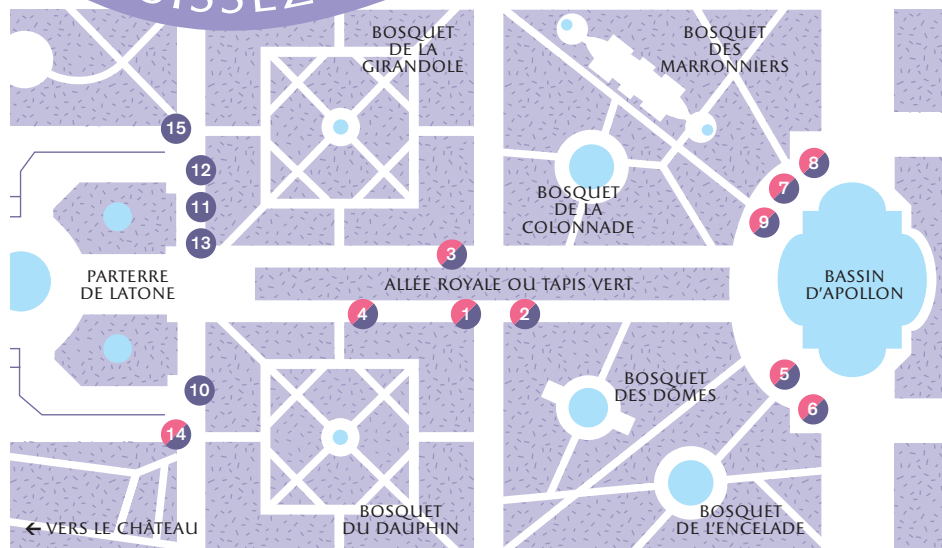 BOSQUET
DE LA
GIRANDOLE
BOSQUET
DES
MARRONNIERS
15
12
11
13
8
7
9
BOSQUET
DE LA
COLONNADE
3
PARTERRE
DE LATONE
ALLÉE ROYALE OU TAPIS VERT
BASSIN
D'APOLLON
4
1
2
10
14
5
6
BOSQUET
DES DÔMES
← VERS LE CHÂTEAU
BOSQUET
DU DAUPHIN
BOSQUET
DE L'ENCELADE